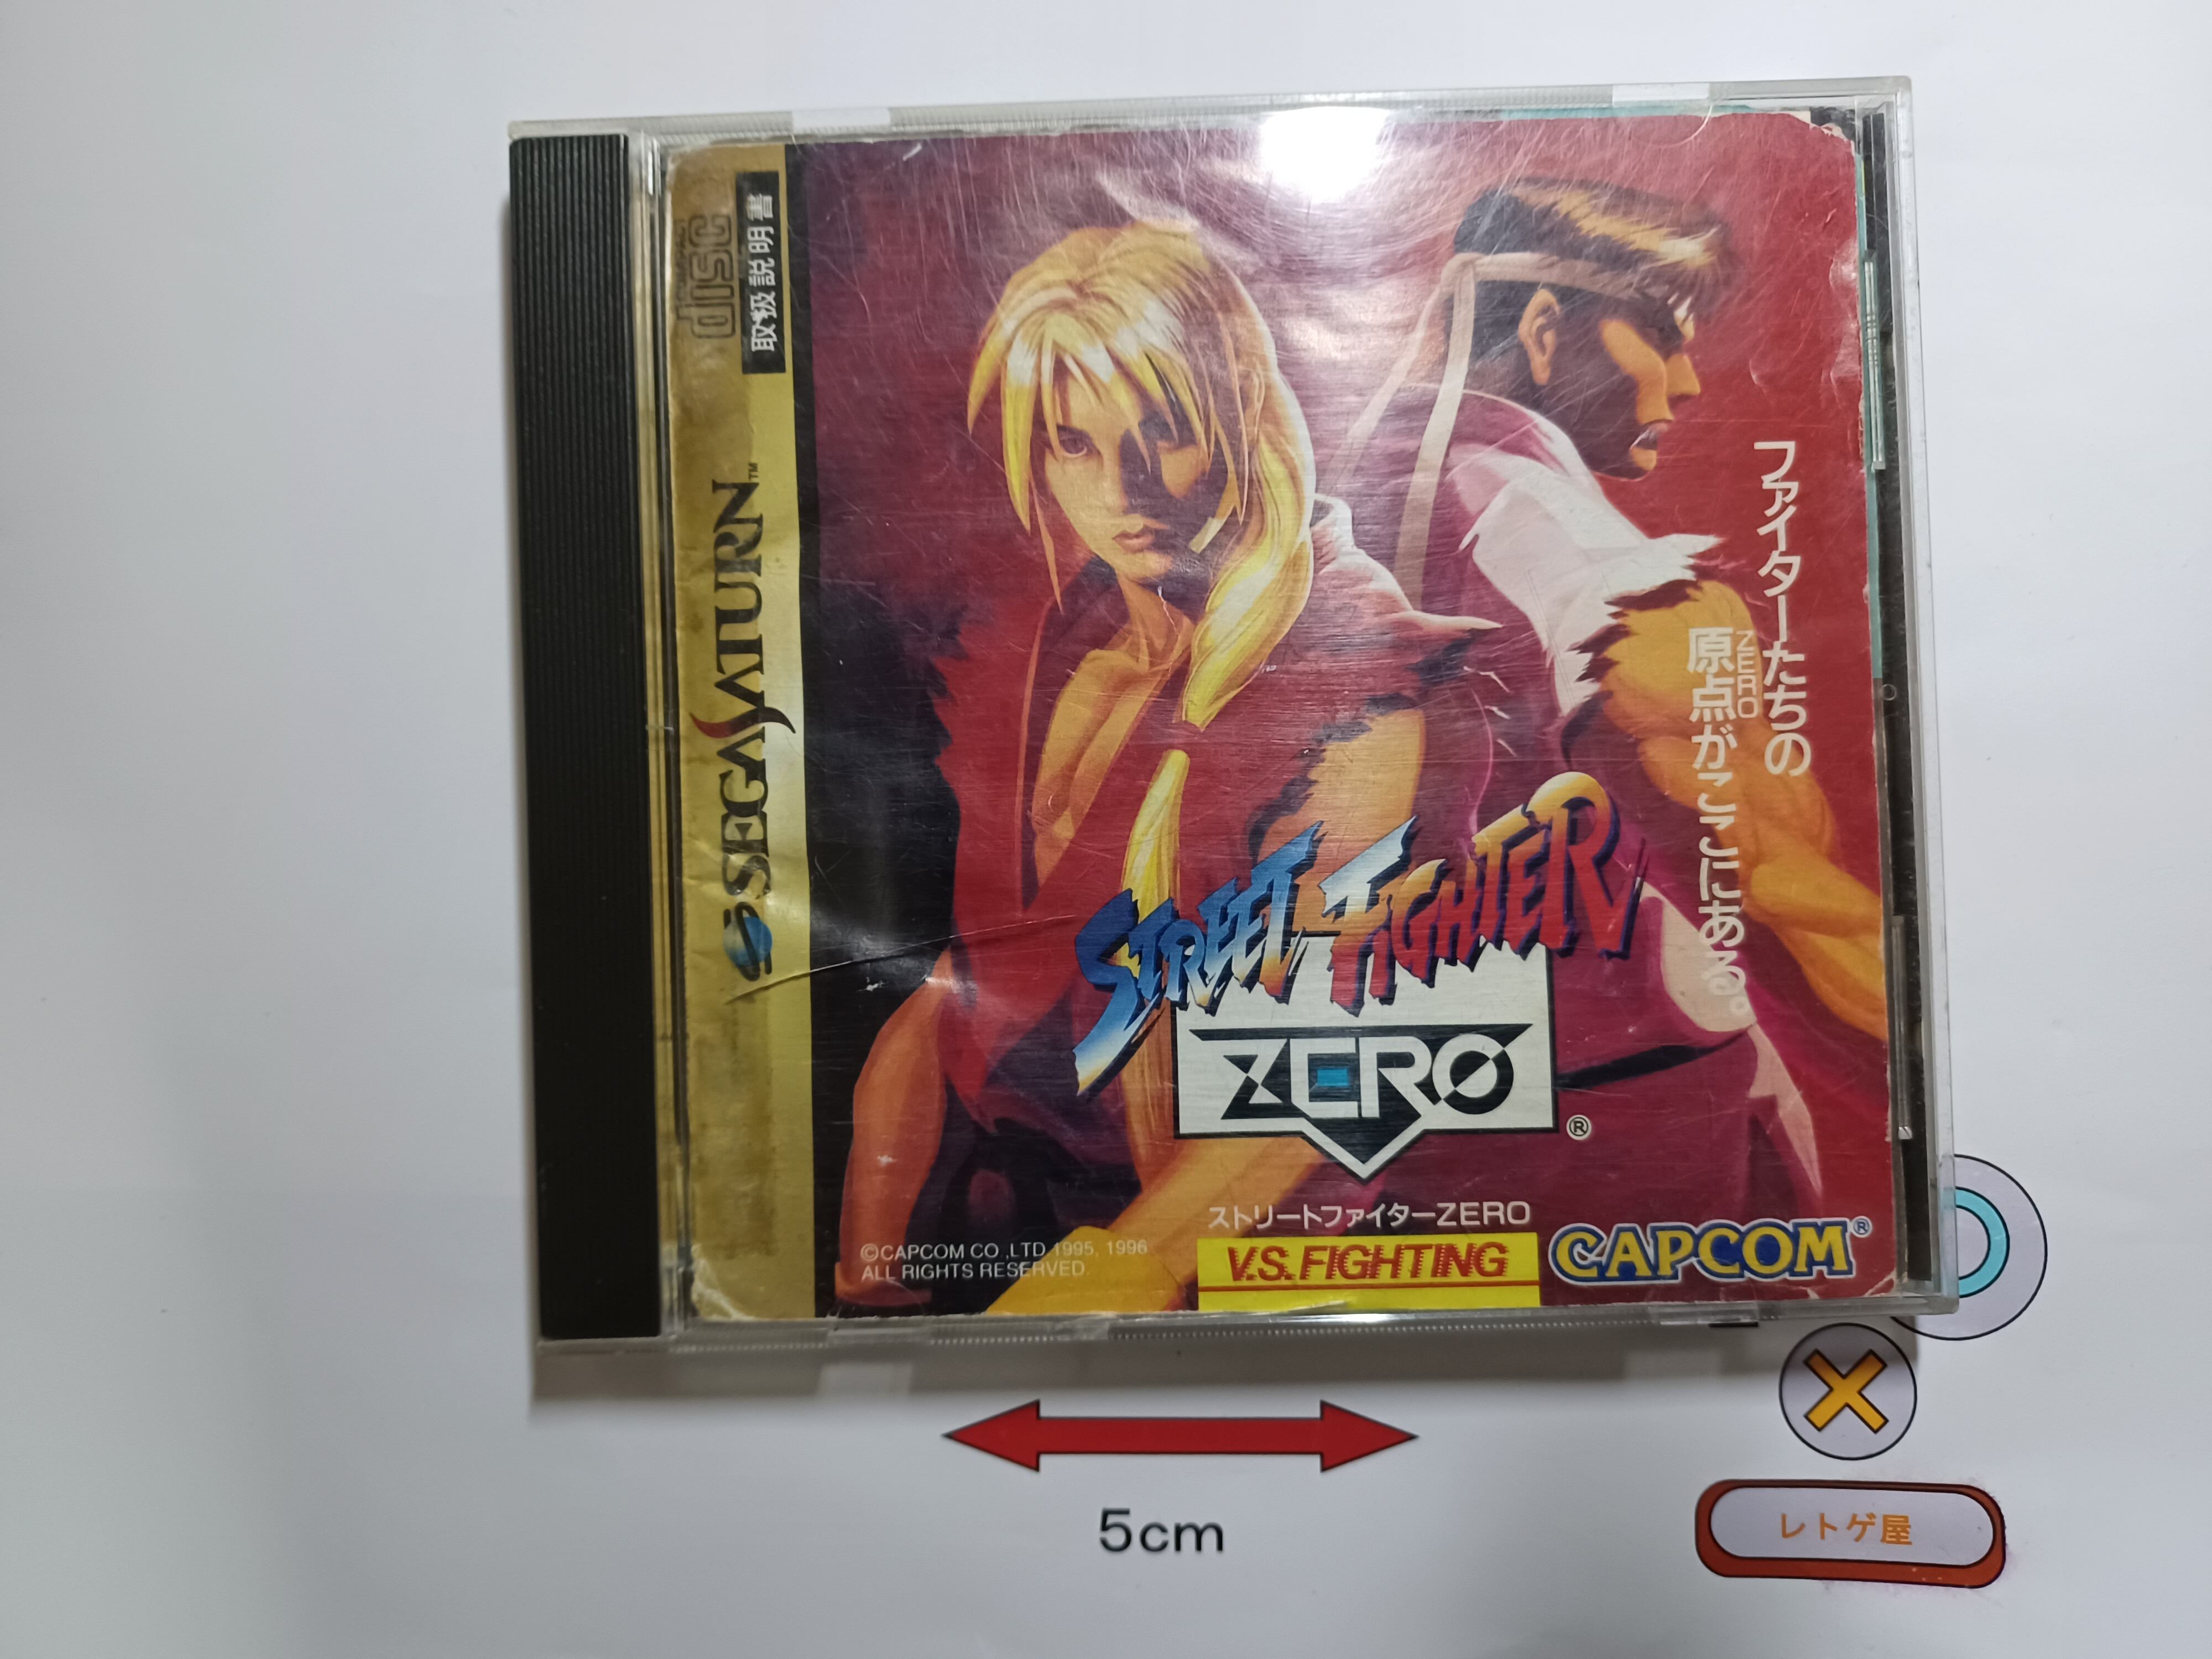 disc
取扱説明書
SEGA SATURN™
ファイターたちの
ZERO
原点がここにある。
STREET FIGHTER
ZERO
®
ストリートファイターZERO
©CAPCOM CO.,LTD 1995, 1996
ALL RIGHTS RESERVED.
V.S. FIGHTING
CAPCOM®
5cm
レトゲ屋